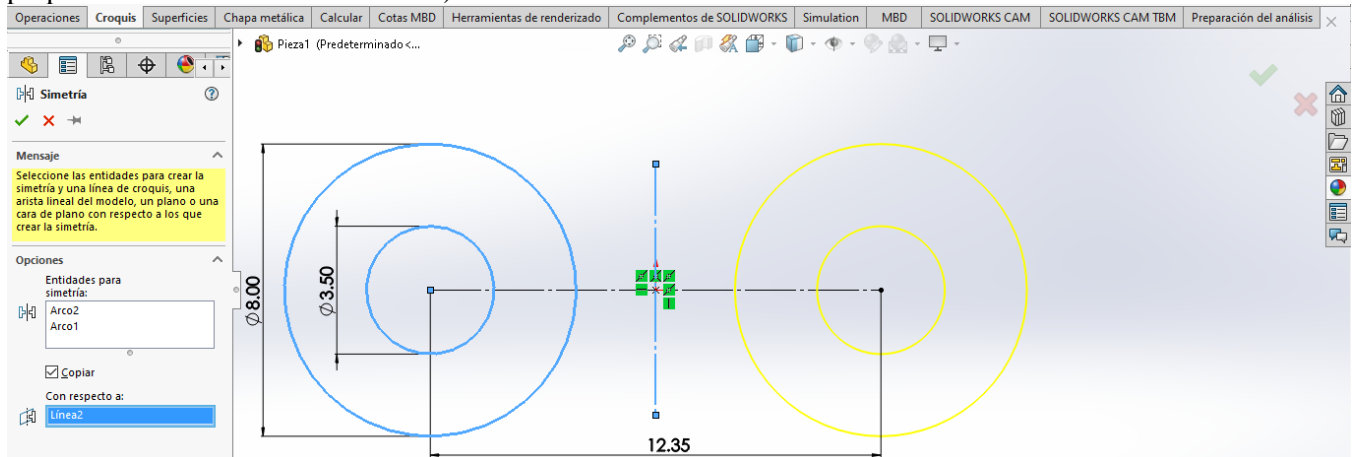 Operaciones Croquis Superficies Chapa metálica Calcular Cotas MBD Herramientas de renderizado Complementos de SOLIDWORKS Simulation MBD SOLIDWORKS CAM SOLIDWORKS CAM TBM Preparación del análisis
Pieza1 (Predeterminado<...
Simetría
Mensaje
Seleccione las entidades para crear la
simetría y una línea de croquis, una
arista lineal del modelo, un plano o una
cara de plano con respecto a los que
crear la simetría.
Opciones
Entidades para
simetría:
Arco2
Arco1
Copiar
Con respecto a:
Línea2
∅8.00
∅3.50
12.35